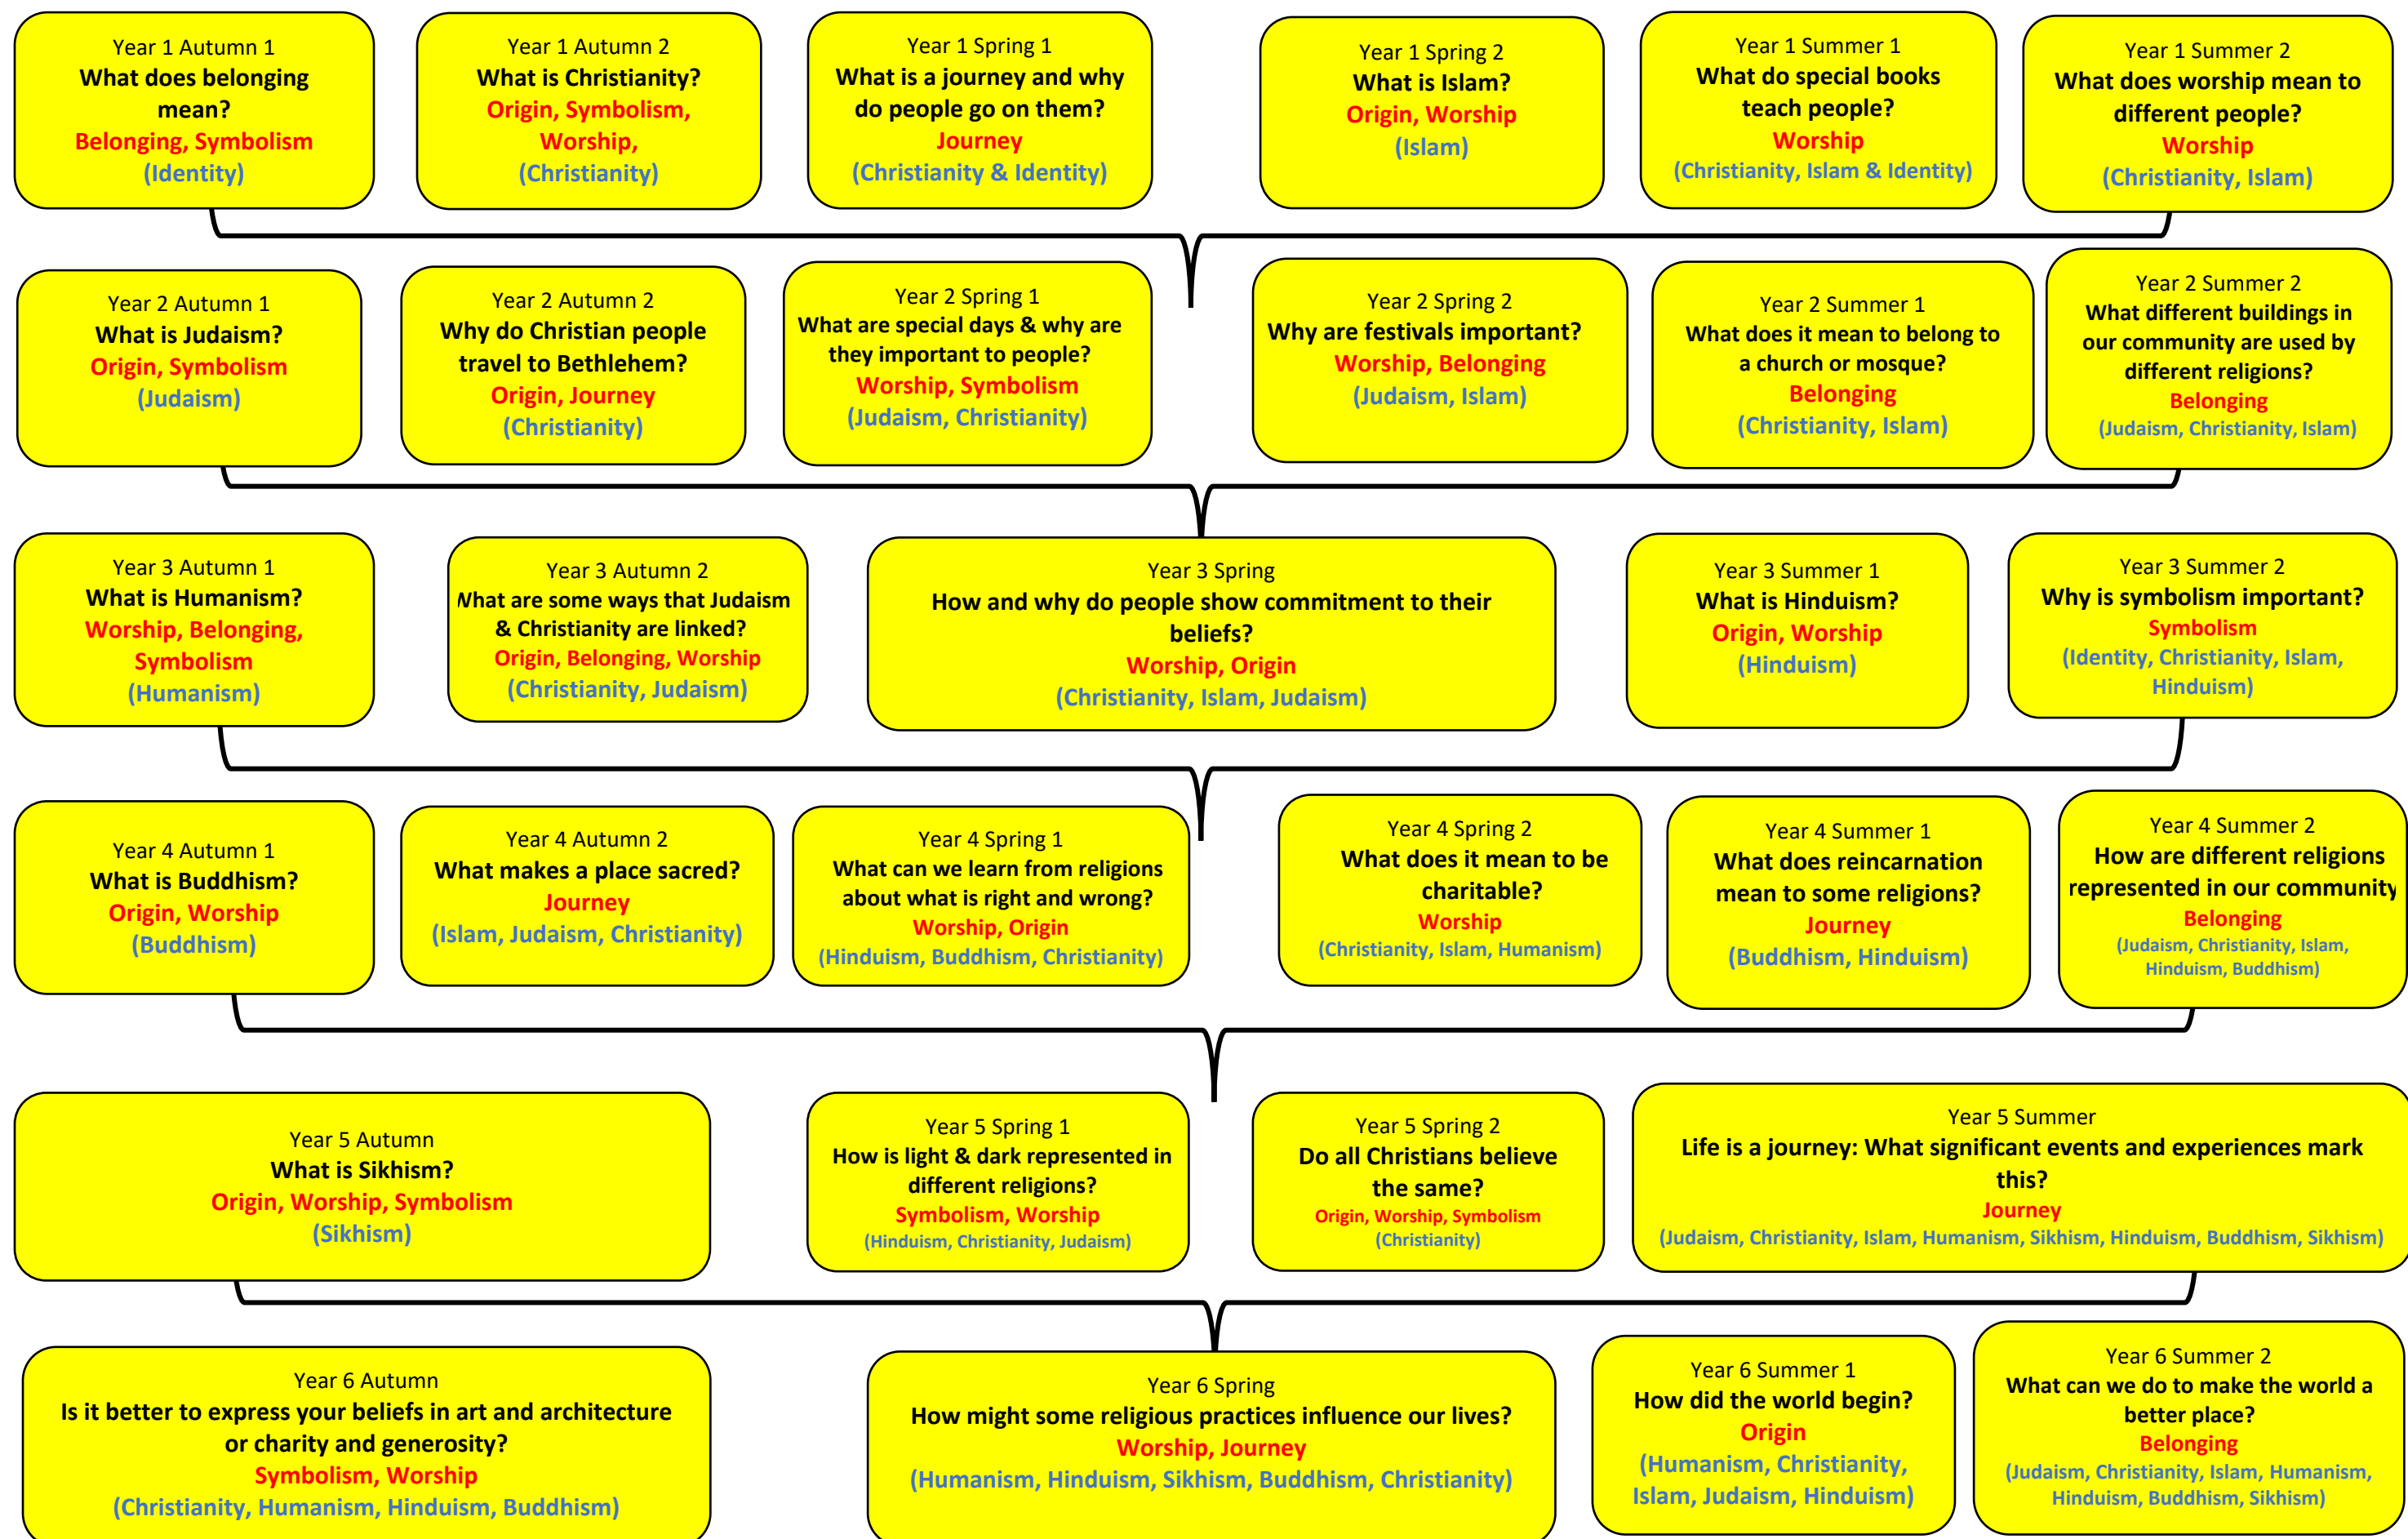 Year 1 Autumn 1
What does belonging
mean?
Belonging, Symbolism
(Identity)
Year 1 Autumn 2
What is Christianity?
Origin, Symbolism,
Worship,
(Christianity)
Year 1 Spring 1
What is a journey and why
do people go on them?
Journey
(Christianity & Identity)
Year 1 Spring 2
What is Islam?
Origin, Worship
(Islam)
Year 1 Summer 1
What do special books
teach people?
Worship
(Christianity, Islam & Identity)
Year 1 Summer 2
What does worship mean to
different people?
Worship
(Christianity, Islam)
Year 2 Autumn 1
What is Judaism?
Origin, Symbolism
(Judaism)
Year 2 Autumn 2
Why do Christian people
travel to Bethlehem?
Origin, Journey
(Christianity)
Year 2 Spring 1
What are special days & why are
they important to people?
Worship, Symbolism
(Judaism, Christianity)
Year 2 Spring 2
Why are festivals important?
Worship, Belonging
(Judaism, Islam)
Year 2 Summer 1
What does it mean to belong to
a church or mosque?
Belonging
(Christianity, Islam)
Year 2 Summer 2
What different buildings in
our community are used by
different religions?
Belonging
(Judaism, Christianity, Islam)
Year 3 Autumn 1
What is Humanism?
Worship, Belonging,
Symbolism
(Humanism)
Year 3 Autumn 2
What are some ways that Judaism
& Christianity are linked?
Origin, Belonging, Worship
(Christianity, Judaism)
Year 3 Spring
How and why do people show commitment to their
beliefs?
Worship, Origin
(Christianity, Islam, Judaism)
Year 3 Summer 1
What is Hinduism?
Origin, Worship
(Hinduism)
Year 3 Summer 2
Why is symbolism important?
Symbolism
(Identity, Christianity, Islam,
Hinduism)
Year 4 Autumn 1
What is Buddhism?
Origin, Worship
(Buddhism)
Year 4 Autumn 2
What makes a place sacred?
Journey
(Islam, Judaism, Christianity)
Year 4 Spring 1
What can we learn from religions
about what is right and wrong?
Worship, Origin
(Hinduism, Buddhism, Christianity)
Year 4 Spring 2
What does it mean to be
charitable?
Worship
(Christianity, Islam, Humanism)
Year 4 Summer 1
What does reincarnation
mean to some religions?
Journey
(Buddhism, Hinduism)
Year 4 Summer 2
How are different religions
represented in our community
Belonging
(Judaism, Christianity, Islam,
Hinduism, Buddhism)
Year 5 Autumn
What is Sikhism?
Origin, Worship, Symbolism
(Sikhism)
Year 5 Spring 1
How is light & dark represented in
different religions?
Symbolism, Worship
(Hinduism, Christianity, Judaism)
Year 5 Spring 2
Do all Christians believe
the same?
Origin, Worship, Symbolism
(Christianity)
Year 5 Summer
Life is a journey: What significant events and experiences mark
this?
Journey
(Judaism, Christianity, Islam, Humanism, Sikhism, Hinduism, Buddhism, Sikhism)
Year 6 Autumn
Is it better to express your beliefs in art and architecture
or charity and generosity?
Symbolism, Worship
(Christianity, Humanism, Hinduism, Buddhism)
Year 6 Spring
How might some religious practices influence our lives?
Worship, Journey
(Humanism, Hinduism, Sikhism, Buddhism, Christianity)
Year 6 Summer 1
How did the world begin?
Origin
(Humanism, Christianity,
Islam, Judaism, Hinduism)
Year 6 Summer 2
What can we do to make the world a
better place?
Belonging
(Judaism, Christianity, Islam, Humanism,
Hinduism, Buddhism, Sikhism)